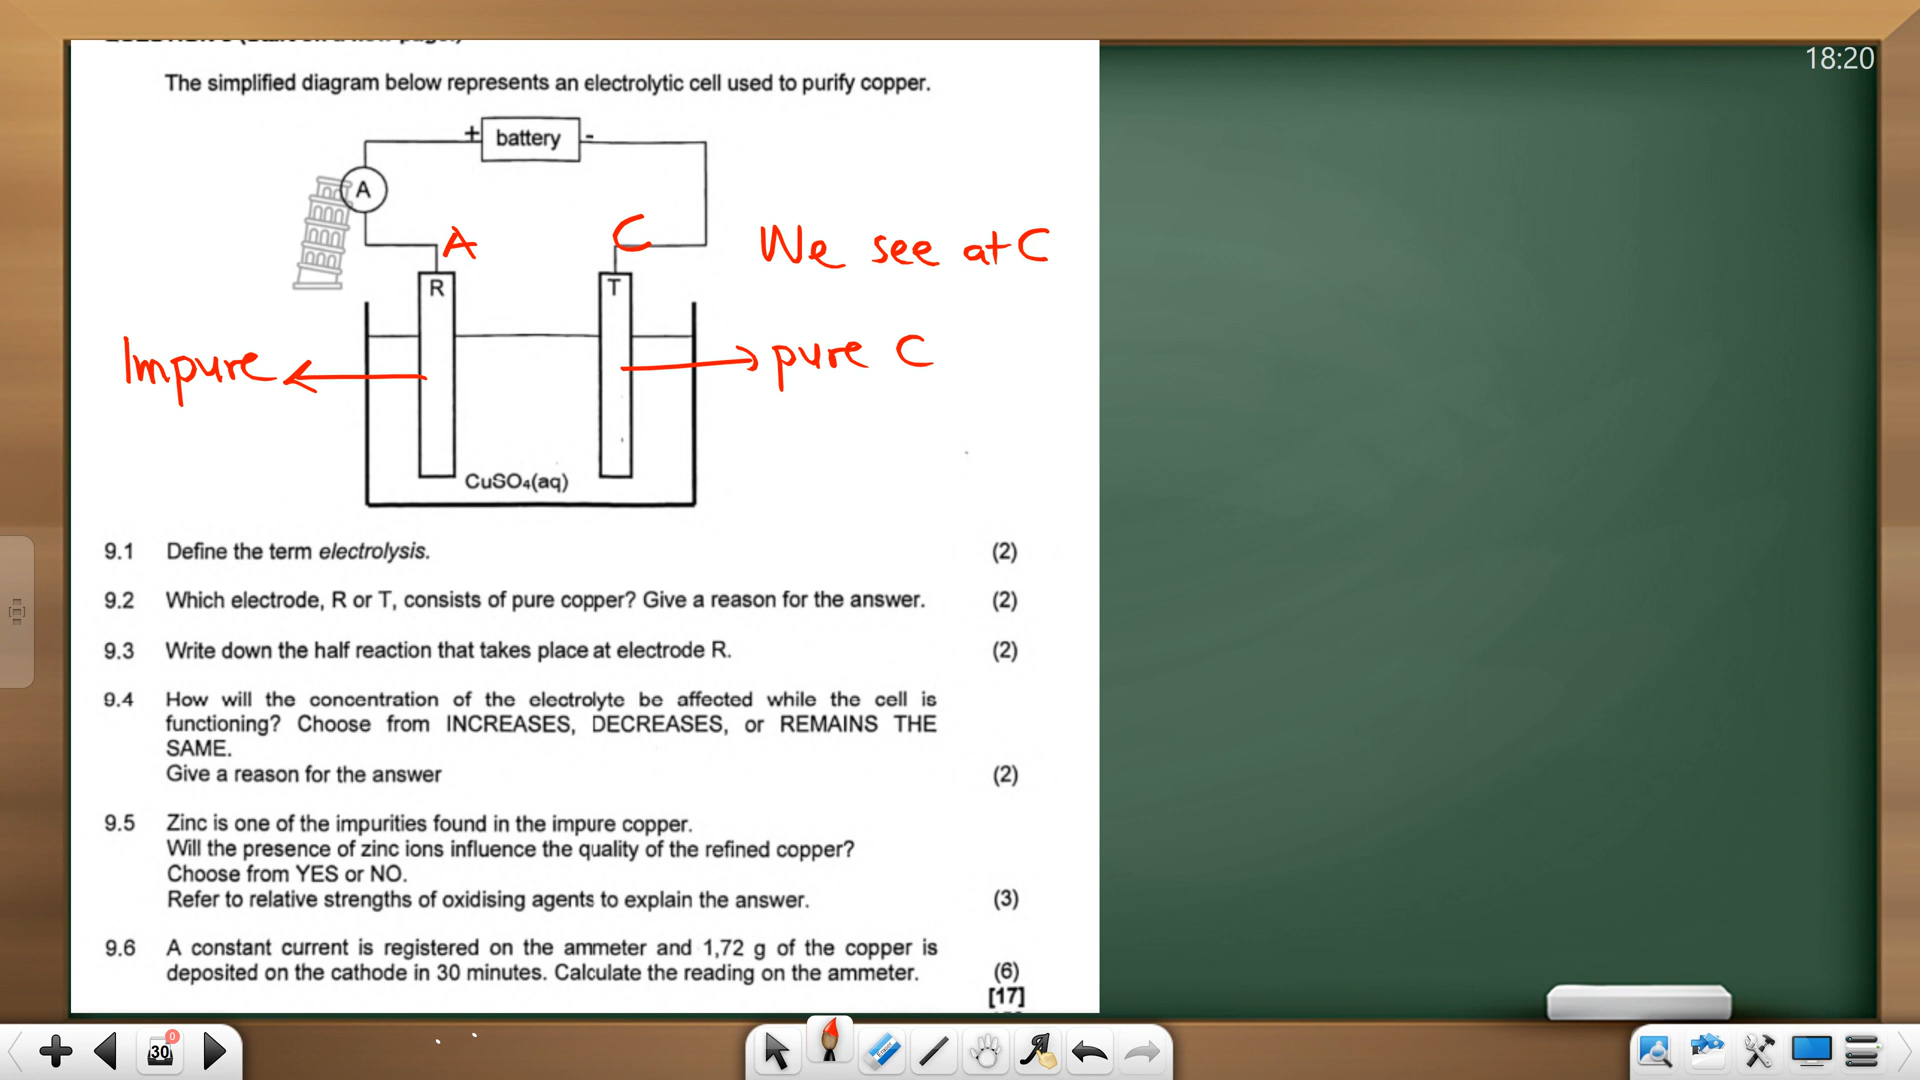 18:20
The simplified diagram below represents an electrolytic cell used to purify copper.
+ battery -
A
A C
We see at C
R T
Impure
pure C
CuSO₄(aq)
9.1 Define the term electrolysis. (2)
9.2 Which electrode, R or T, consists of pure copper? Give a reason for the answer. (2)
9.3 Write down the half reaction that takes place at electrode R. (2)
9.4 How will the concentration of the electrolyte be affected while the cell is
functioning? Choose from INCREASES, DECREASES, or REMAINS THE
SAME.
Give a reason for the answer (2)
9.5 Zinc is one of the impurities found in the impure copper.
Will the presence of zinc ions influence the quality of the refined copper?
Choose from YES or NO.
Refer to relative strengths of oxidising agents to explain the answer. (3)
9.6 A constant current is registered on the ammeter and 1,72 g of the copper is
deposited on the cathode in 30 minutes. Calculate the reading on the ammeter. (6)
[17]
30
0
Eraser